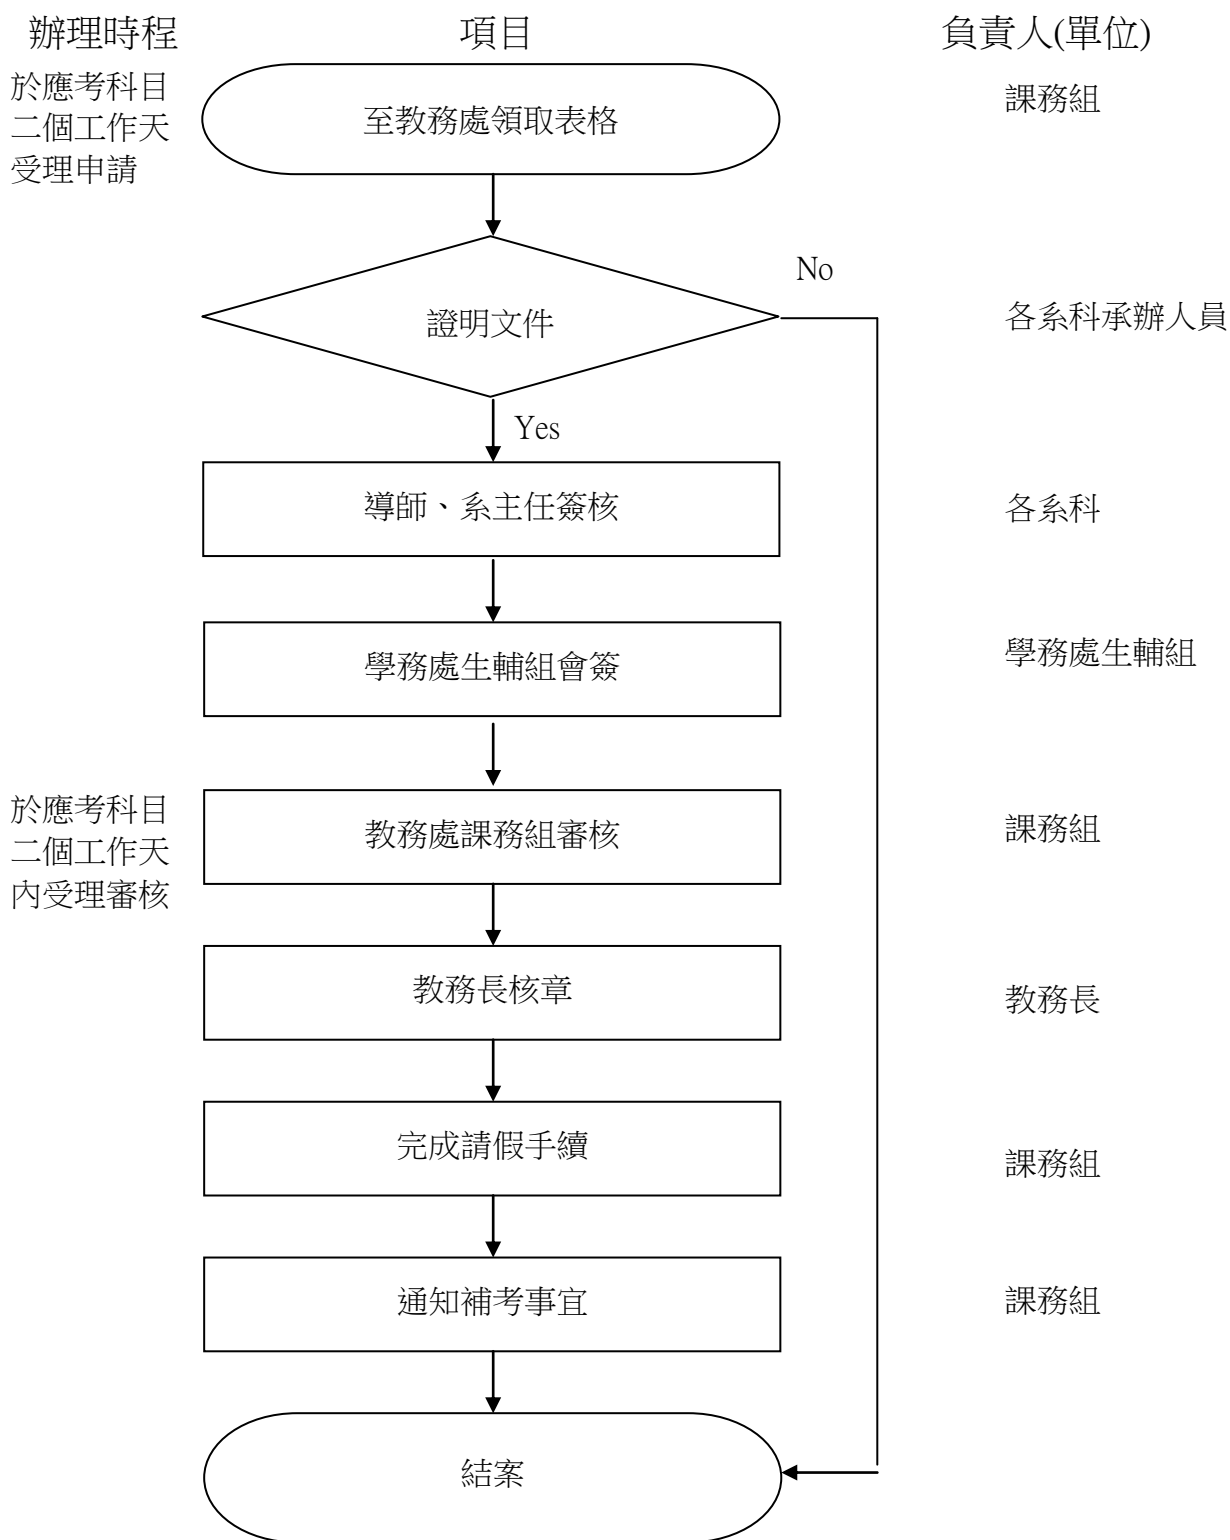 辦理時程 項目 負責人(單位)
於應考科目
二個工作天
受理申請
至教務處領取表格
課務組
No
證明文件
各系科承辦人員
Yes
導師、系主任簽核
各系科
學務處生輔組會簽
學務處生輔組
於應考科目
二個工作天
內受理審核
教務處課務組審核
課務組
教務長核章
教務長
完成請假手續
課務組
通知補考事宜
課務組
結案